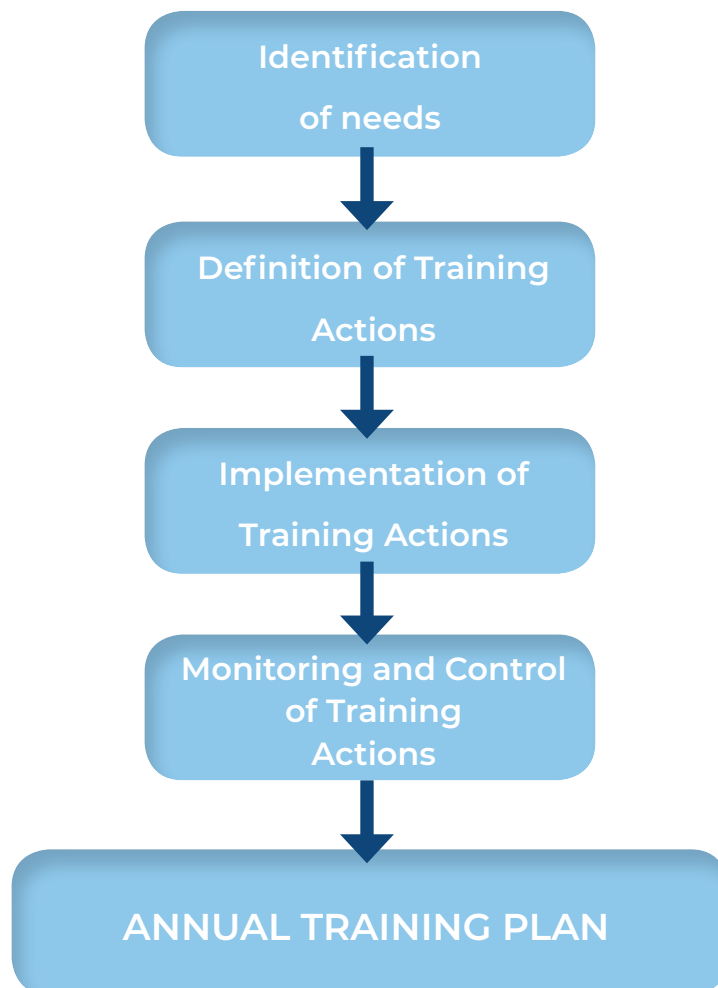 Identification
of needs
Definition of Training
Actions
Implementation of
Training Actions
Monitoring and Control
of Training
Actions
ANNUAL TRAINING PLAN